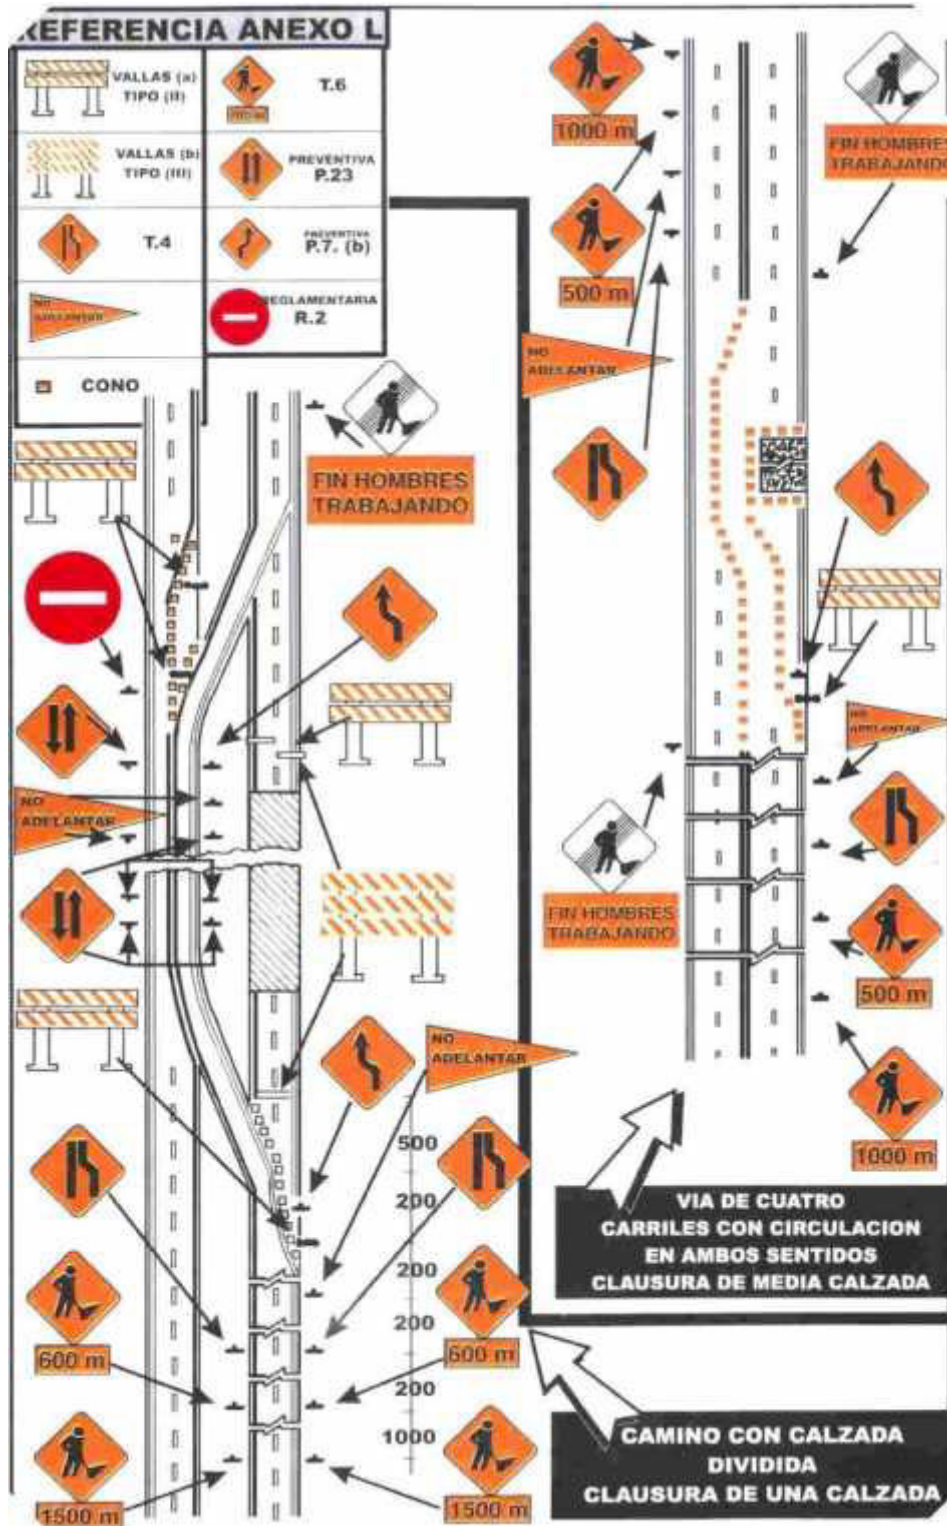 REFERENCIA ANEXO L
VALLAS (a)
TIPO (II)
T.6
VALLAS (b)
TIPO (III)
PREVENTIVA
P.23
T.4
PREVENTIVA
P.7. (b)
NO
ADELANTAR
REGLAMENTARIA
R.2
CONO
FIN HOMBRES
TRABAJANDO
NO
ADELANTAR
NO
ADELANTAR
500
200
200
200
200
1000
600 m
600 m
1500 m
1500 m
1000 m
500 m
FIN HOMBRES
TRABAJANDO
NO
ADELANTAR
NO
ADELANTAR
FIN HOMBRES
TRABAJANDO
500 m
1000 m
VIA DE CUATRO
CARRILES CON CIRCULACION
EN AMBOS SENTIDOS
CLAUSURA DE MEDIA CALZADA
CAMINO CON CALZADA
DIVIDIDA
CLAUSURA DE UNA CALZADA